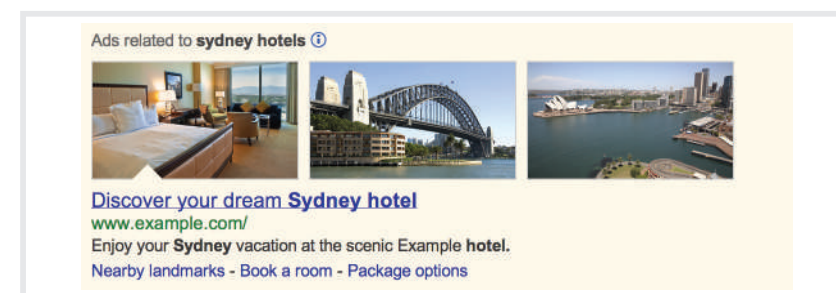 Ads related to sydney hotels ⓘ
Discover your dream Sydney hotel
www.example.com/
Enjoy your Sydney vacation at the scenic Example hotel.
Nearby landmarks - Book a room - Package options